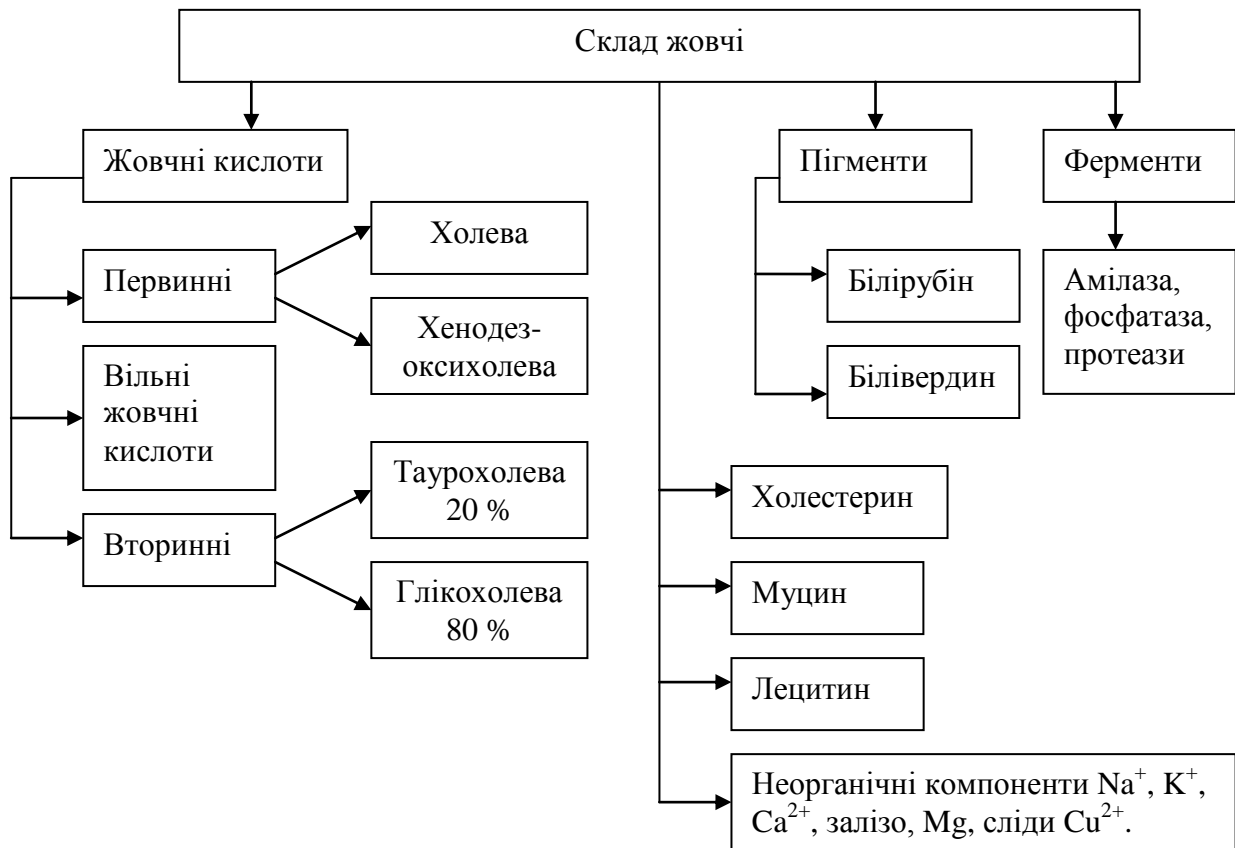 Склад жовчі
Жовчні кислоти
Пігменти
Ферменти
Первинні
Холева
Хенодез-
оксихолева
Вільні
жовчні
кислоти
Вторинні
Таурохолева
20 %
Глікохолева
80 %
Білірубін
Білівердин
Амілаза,
фосфатаза,
протеази
Холестерин
Муцин
Лецитин
Неорганічні компоненти Na⁺, K⁺,
Ca²⁺, залізо, Mg, сліди Cu²⁺.